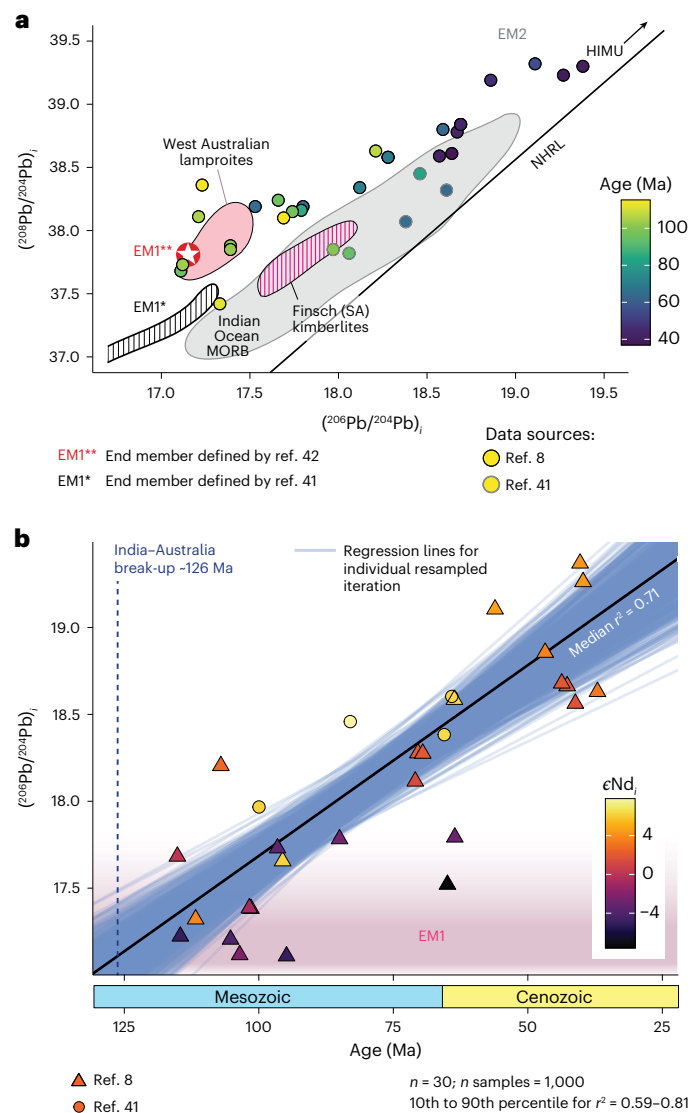 a
39.5
39.0
38.5
38.0
37.5
37.0
(²⁰⁸Pb/²⁰⁴Pb)ᵢ
EM2
HIMU
NHRL
West Australian
lamproites
EM1**
EM1*
Indian
Ocean
MORB
Finsch (SA)
kimberlites
Age (Ma)
100
80
60
40
17.0
17.5
18.0
18.5
19.0
19.5
(²⁰⁶Pb/²⁰⁴Pb)ᵢ
EM1** End member defined by ref. 42
EM1* End member defined by ref. 41
Data sources:
Ref. 8
Ref. 41
b
India–Australia
break-up ~126 Ma
Regression lines for
individual resampled
iteration
Median r² = 0.71
19.0
18.5
18.0
17.5
(²⁰⁶Pb/²⁰⁴Pb)ᵢ
ϵNdᵢ
4
0
−4
EM1
Mesozoic
Cenozoic
125
100
75
50
25
Age (Ma)
Ref. 8
Ref. 41
n = 30; n samples = 1,000
10th to 90th percentile for r² = 0.59–0.81